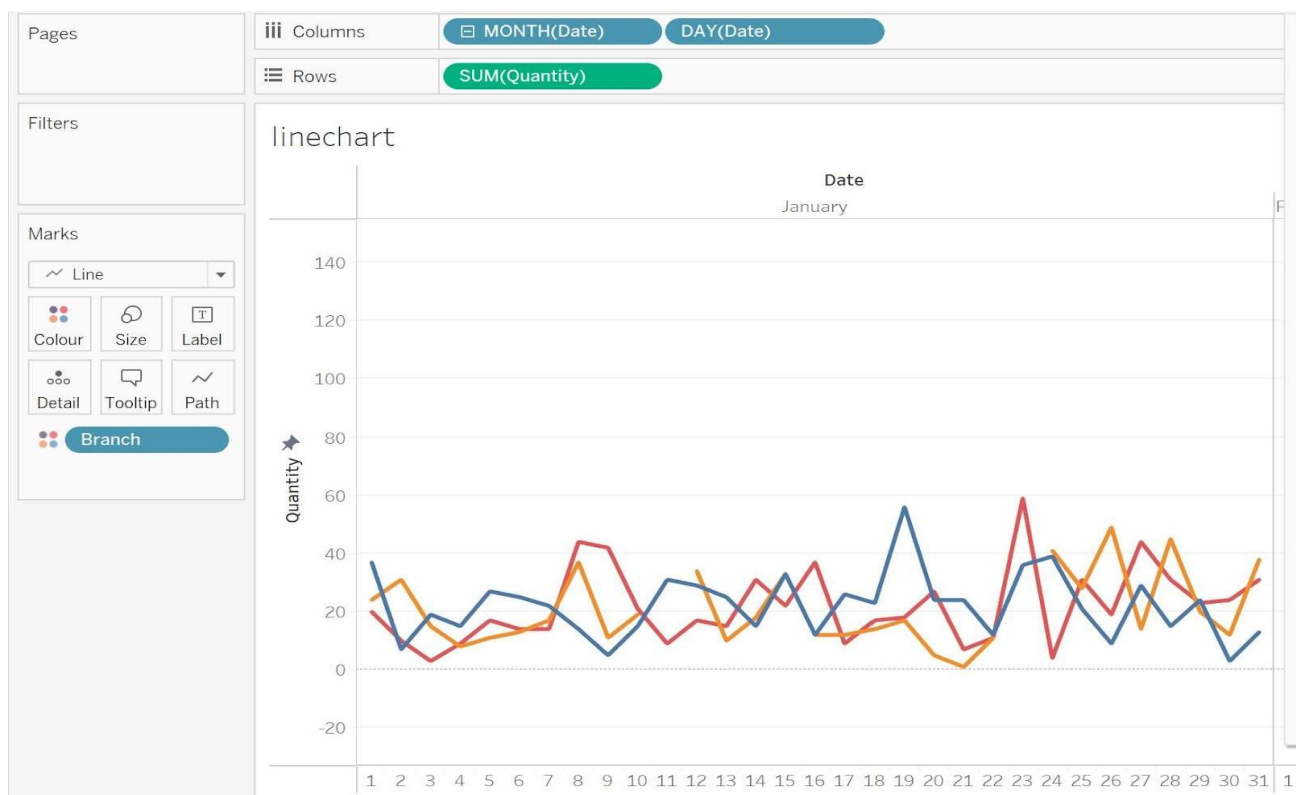 Pages
Columns
MONTH(Date)
DAY(Date)
Rows
SUM(Quantity)
Filters
Marks
Line
Colour
Size
T
Label
Detail
Tooltip
Path
Branch
linechart
Date
January
F
Quantity
140
120
100
80
60
40
20
0
-20
1 2 3 4 5 6 7 8 9 10 11 12 13 14 15 16 17 18 19 20 21 22 23 24 25 26 27 28 29 30 31 1